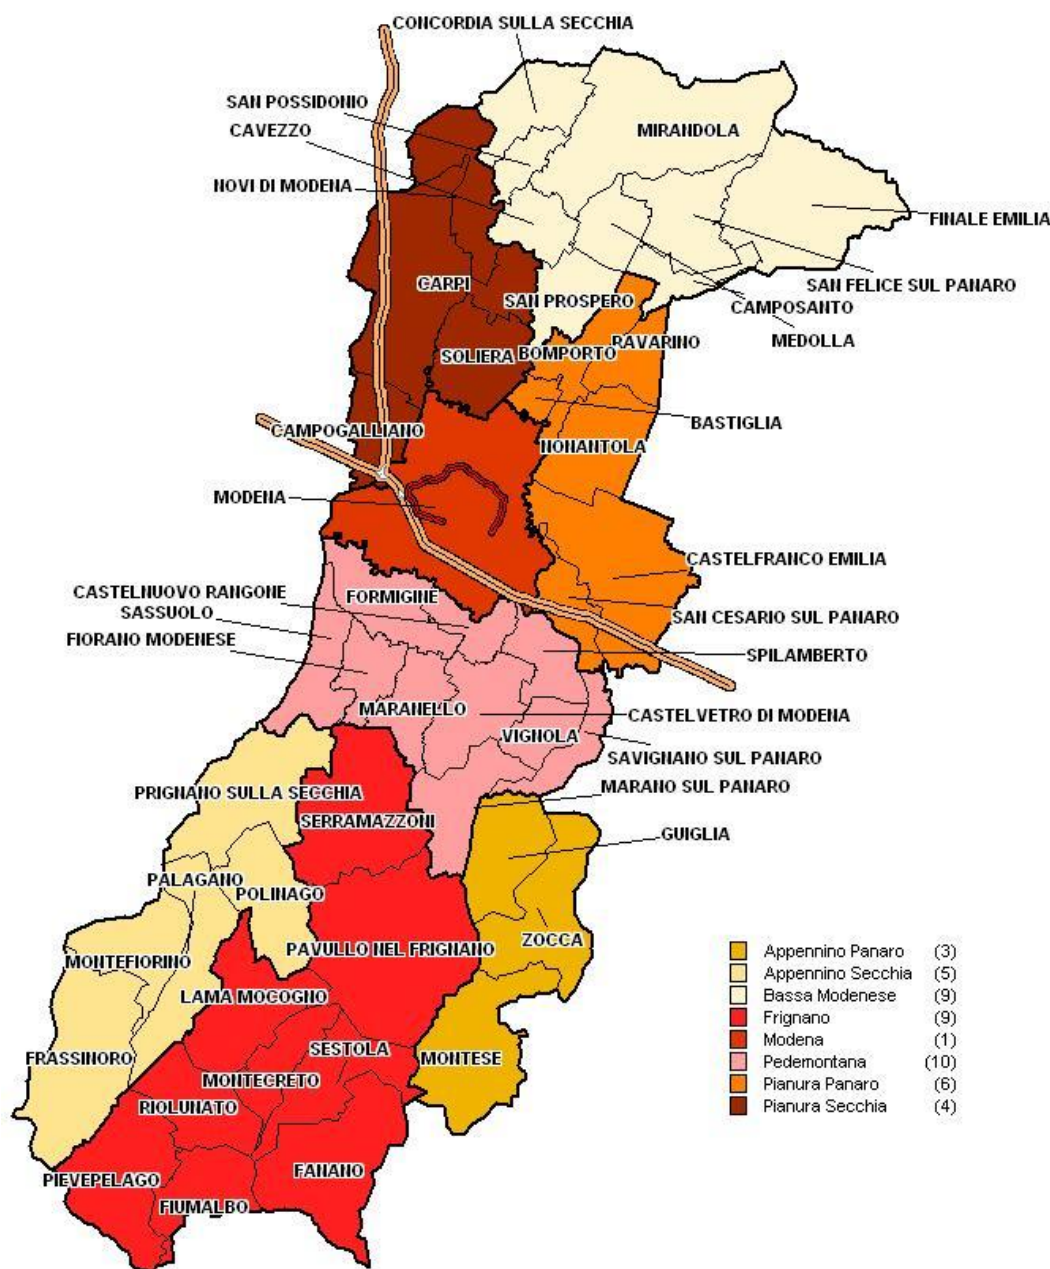 CONCORDIA SULLA SECCHIA
SAN POSSIDONIO
CAVEZZO
MIRANDOLA
NOVI DI MODENA
FINALE EMILIA
CARPI
SAN FELICE SUL PANARO
SAN PROSPERO
CAMPOSANTO
MEDOLLA
RAVARINO
BOMPORTO
SOLIERA
BASTIGLIA
CAMPOGALLIANO
NONANTOLA
MODENA
CASTELFRANCO EMILIA
CASTELNUOVO RANGONE
FORMIGINE
SASSUOLO
SAN CESARIO SUL PANARO
FIORANO MODENESE
SPILAMBERTO
MARANELLO
CASTELVETRO DI MODENA
VIGNOLA
SAVIGNANO SUL PANARO
MARANO SUL PANARO
PRIGNANO SULLA SECCHIA
SERRAMAZZONI
GUIGLIA
PALAGANO
POLINAGO
PAVULLO NEL FRIGNANO
ZOCCA
MONTEFIORINO
LAMA MOCOGNO
FRASSINORO
SESTOLA
MONTESE
MONTECRETO
RIOLUNATO
PIEVEPELAGO
FANANO
FIUMALBO
Appennino Panaro (3)
Appennino Secchia (5)
Bassa Modenese (9)
Frignano (9)
Modena (1)
Pedemontana (10)
Pianura Panaro (6)
Pianura Secchia (4)